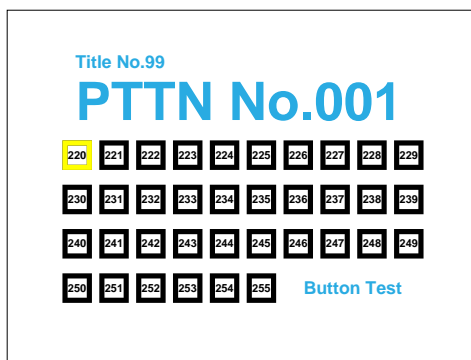 Title No.99
PTTN No.001
220 221 222 223 224 225 226 227 228 229
230 231 232 233 234 235 236 237 238 239
240 241 242 243 244 245 246 247 248 249
250 251 252 253 254 255 Button Test